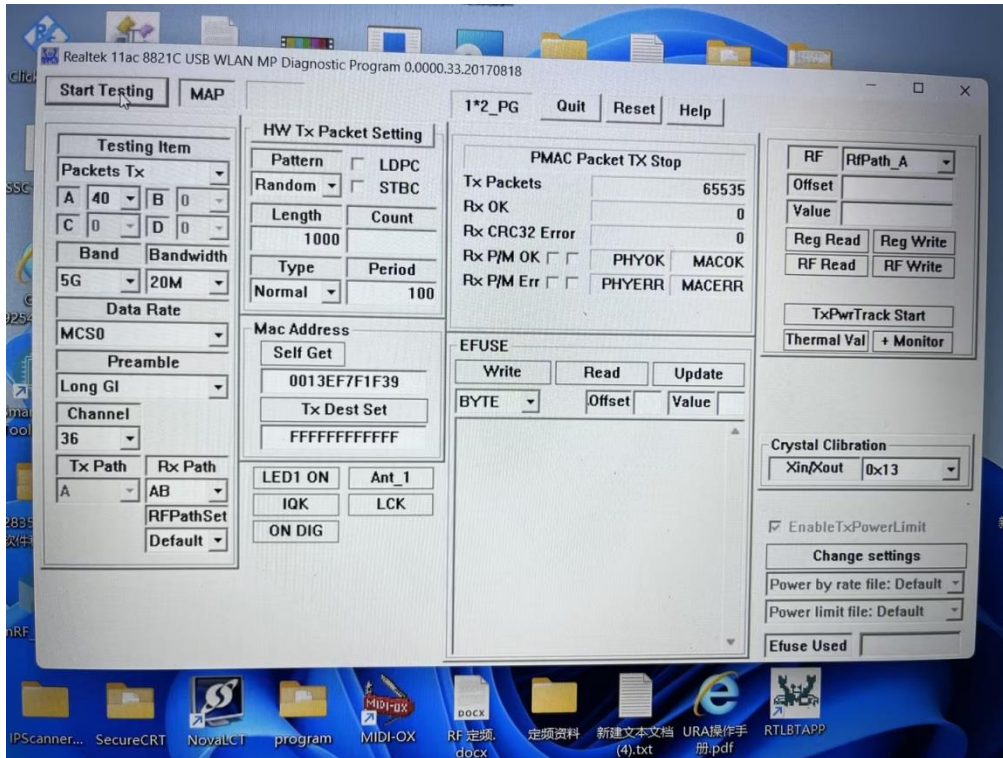 Realtek 11ac 8821C USB WLAN MP Diagnostic Program 0.0000.33.20170818
Start Testing
MAP
1*2_PG
Quit
Reset
Help
Testing Item
Packets Tx
A 40 B 0
C 0 D 0
Band Bandwidth
5G 20M
Data Rate
MCS0
Preamble
Long GI
Channel
36
Tx Path Rx Path
A AB
RFPathSet
Default
HW Tx Packet Setting
Pattern LDPC
Random STBC
Length Count
1000
Type Period
Normal 100
Mac Address
Self Get
0013EF7F1F39
Tx Dest Set
FFFFFFFFFFFF
LED1 ON Ant_1
IQK LCK
ON DIG
PMAC Packet TX Stop
Tx Packets 65535
Rx OK 0
Rx CRC32 Error 0
Rx P/M OK PHYOK MACOK
Rx P/M Err PHYERR MACERR
EFUSE
Write Read Update
BYTE Offset Value
RF RfPath_A
Offset
Value
Reg Read Reg Write
RF Read RF Write
TxPwrTrack Start
Thermal Val + Monitor
Crystal Clibration
Xin/Xout 0x13
EnableTxPowerLimit
Change settings
Power by rate file: Default
Power limit file: Default
Efuse Used
IPScanner...
SecureCRT
NovaLCT
program
MIDI-OX
MIDI-OX
DOCX
RF 定频.
docx
定频资料
新建文本文档
(4).txt
URA操作手
册.pdf
RTLBTAPP